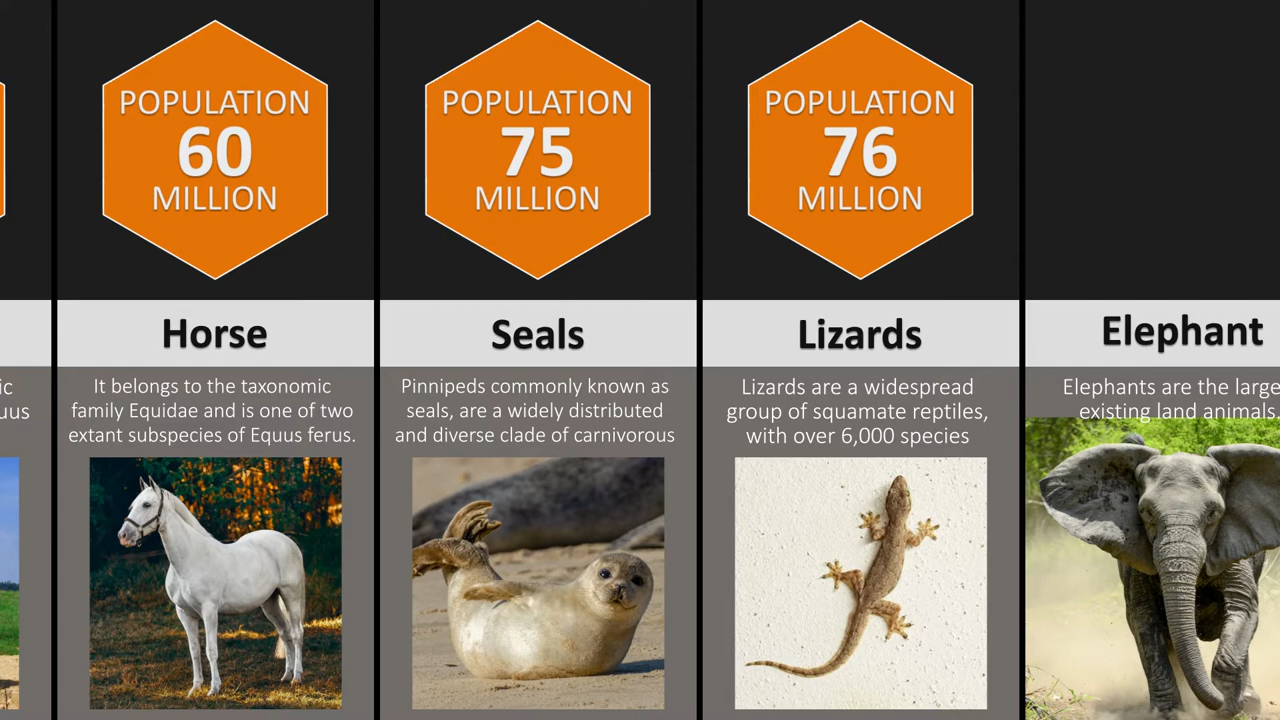 POPULATION
60
MILLION
Horse
It belongs to the taxonomic
family Equidae and is one of two
extant subspecies of Equus ferus.
POPULATION
75
MILLION
Seals
Pinnipeds commonly known as
seals, are a widely distributed
and diverse clade of carnivorous
POPULATION
76
MILLION
Lizards
Lizards are a widespread
group of squamate reptiles,
with over 6,000 species
Elephant
Elephants are the large
existing land animals.